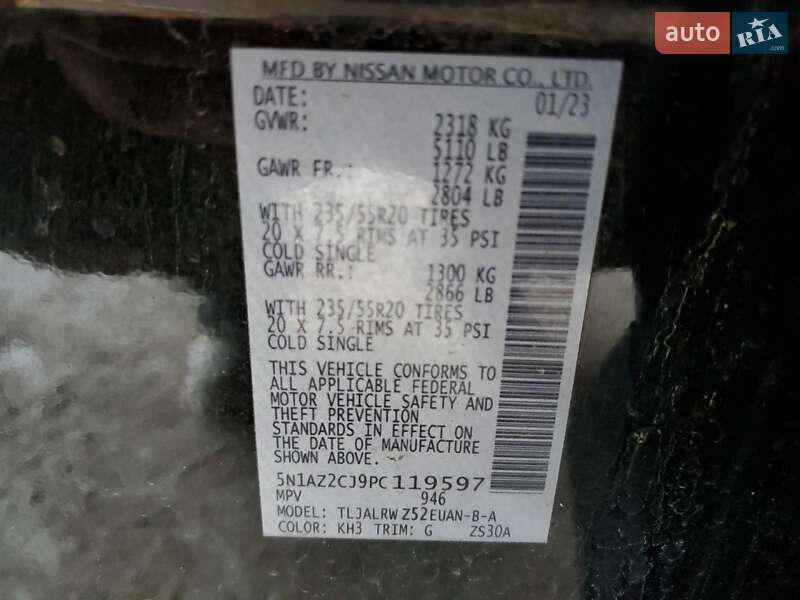 auto RIA.com
MFD BY NISSAN MOTOR CO., LTD.
DATE: 01/23
GVWR: 2318 KG
5110 LB
GAWR FR.: 1272 KG
2804 LB
WITH 235/55R20 TIRES
20 X 7.5 RIMS AT 35 PSI
COLD SINGLE
GAWR RR.: 1300 KG
2866 LB
WITH 235/55R20 TIRES
20 X 7.5 RIMS AT 35 PSI
COLD SINGLE
THIS VEHICLE CONFORMS TO
ALL APPLICABLE FEDERAL
MOTOR VEHICLE SAFETY AND
THEFT PREVENTION
STANDARDS IN EFFECT ON
THE DATE OF MANUFACTURE
SHOWN ABOVE.
5N1AZ2CJ9PC119597
MPV 946
MODEL: TLJALRWZ52EUAN-B-A
COLOR: KH3 TRIM: G ZS30A